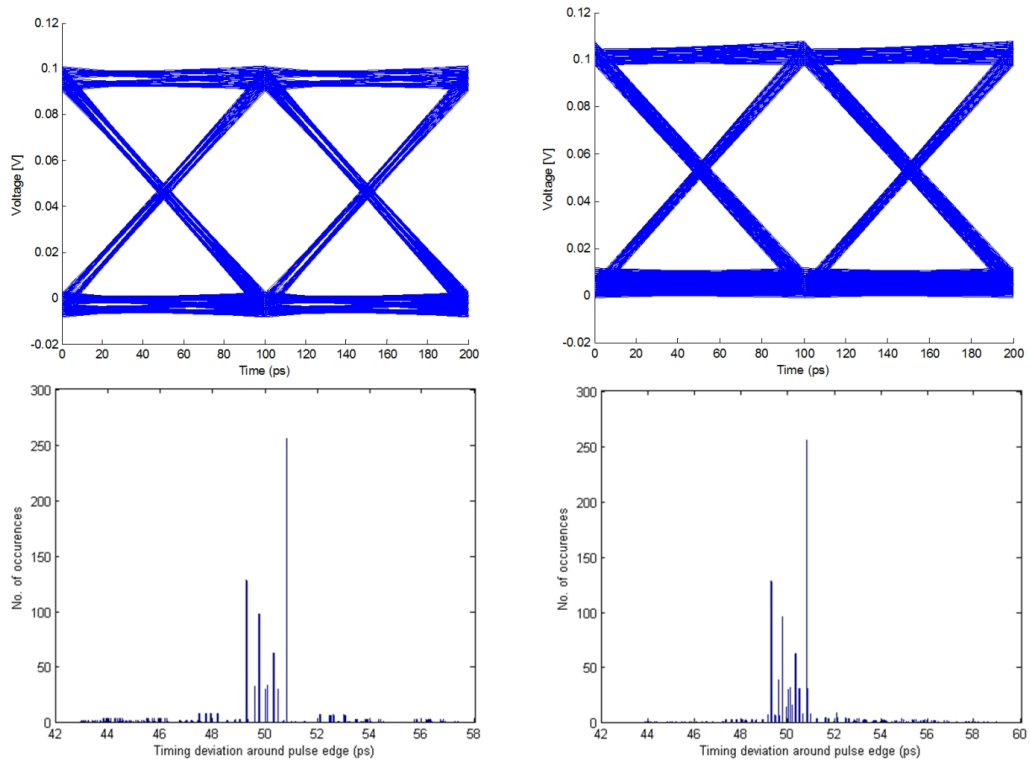 0.12
0.1
0.08
0.06
0.04
0.02
0
-0.02
Voltage [V]
0 20 40 60 80 100 120 140 160 180 200
Time (ps)
0.12
0.1
0.08
0.06
0.04
0.02
0
-0.02
Voltage [V]
0 20 40 60 80 100 120 140 160 180 200
Time (ps)
300
250
200
150
100
50
0
No. of occurences
42 44 46 48 50 52 54 56 58
Timing deviation around pulse edge (ps)
300
250
200
150
100
50
0
No. of occurences
42 44 46 48 50 52 54 56 58 60
Timing deviation around pulse edge (ps)